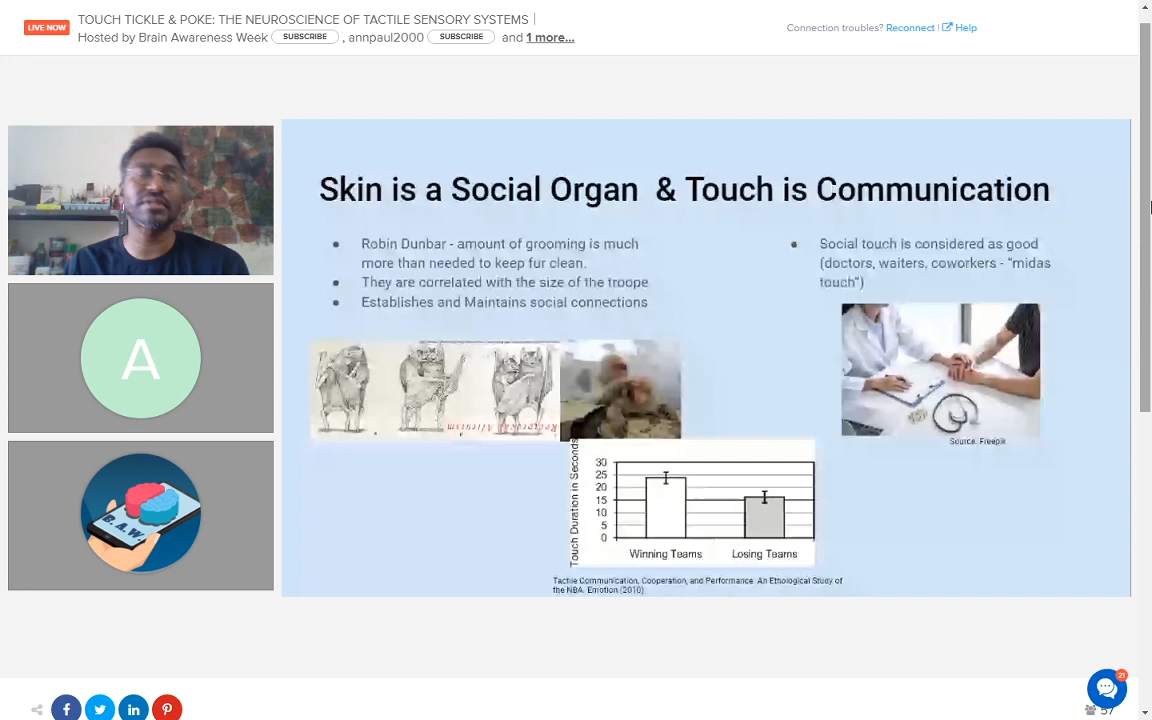 TOUCH TICKLE & POKE: THE NEUROSCIENCE OF TACTILE SENSORY SYSTEMS
LIVE NOW
Hosted by Brain Awareness Week SUBSCRIBE , annpaul2000 SUBSCRIBE and 1 more...
Connection troubles? Reconnect | Help
Skin is a Social Organ & Touch is Communication
● Robin Dunbar - amount of grooming is much
more than needed to keep fur clean.
● They are correlated with the size of the troope
● Establishes and Maintains social connections
● Social touch is considered as good
(doctors, waiters, coworkers - "midas
touch")
Reciprocal Altruism
Source: Freepik
Touch Duration in Seconds
30
25
20
15
10
5
0
Winning Teams Losing Teams
Tactile Communication, Cooperation, and Performance: An Ethological Study of
the NBA. Emotion (2010)
A
B.A.W.
21
57